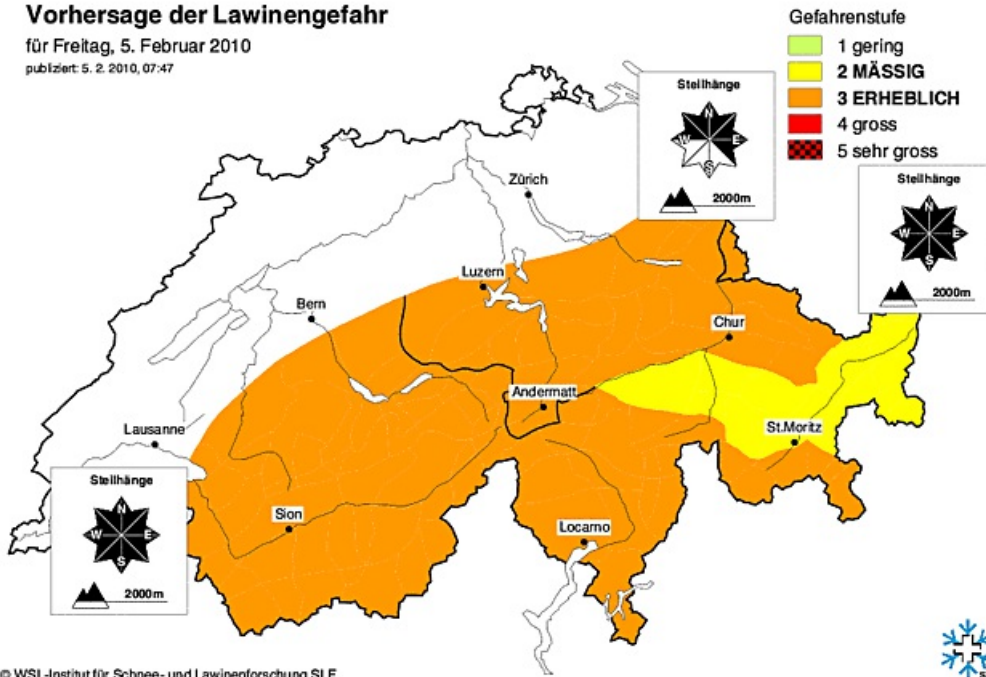 Vorhersage der Lawinengefahr
für Freitag, 5. Februar 2010
publiziert: 5. 2. 2010, 07:47
Gefahrenstufe
1 gering
2 MÄSSIG
3 ERHEBLICH
4 gross
5 sehr gross
Steilhänge
N
W E
S
2000m
Steilhänge
N
W E
S
2000m
Zürich
Luzern
Bern
Chur
Andermatt
St.Moritz
Lausanne
Sion
Locarno
Steilhänge
N
W E
S
2000m
© WSL-Institut für Schnee- und Lawinenforschung SLF